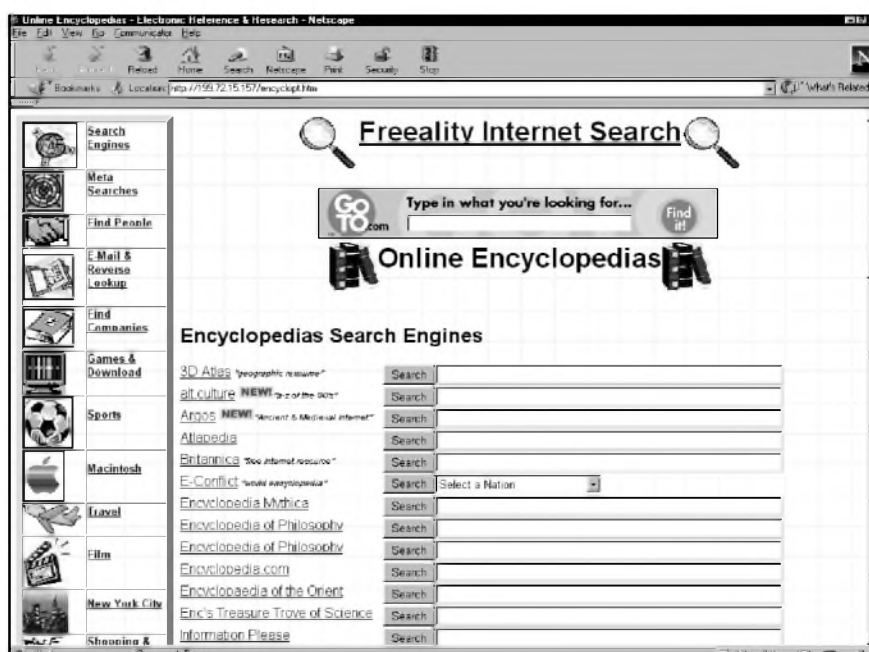 Online Encyclopedias - Electronic Reference & Research - Netscape
File Edit View Go Communicator Help
Reload Home Search Netscape Print Security Stop
Bookmarks Location: http://199.72.15.157/encyclopt.htm What's Related
Search
Engines
Meta
Searches
Find People
E-Mail &
Reverse
Lookup
Find
Companies
Games &
Download
Sports
Macintosh
Travel
Film
New York City
Shopping &
Freeality Internet Search
GO
TO.com
Type in what you're looking for...
Find
it!
Online Encyclopedias
Encyclopedias Search Engines
3D Atlas "geographic resource" Search
alt.culture NEW! "a-z of the 90's" Search
Argos NEW! "Ancient & Medieval Internet" Search
Atlapedia Search
Britannica "free internet resource" Search
E-Conflict "world encyclopedia" Search Select a Nation
Encyclopedia Mythica Search
Encyclopedia of Philosophy Search
Encyclopedia of Philosophy Search
Encyclopedia.com Search
Encyclopaedia of the Orient Search
Eric's Treasure Trove of Science Search
Information Please Search